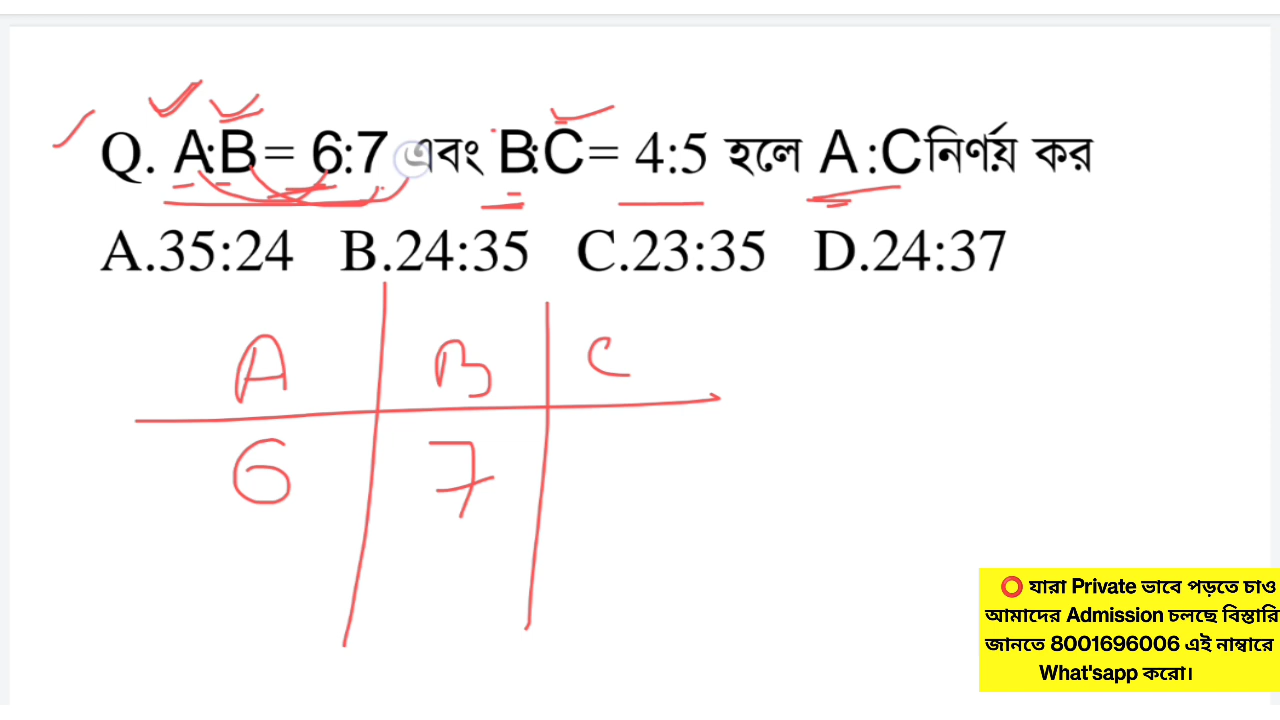 Q. A:B= 6:7 এবং B:C= 4:5 হলে A :C নির্ণয় কর
A.35:24 B.24:35 C.23:35 D.24:37
A B C
6 7
⭕ যারা Private ভাবে পড়তে চাও
আমাদের Admission চলছে বিস্তারি
জানতে 8001696006 এই নাম্বারে
What'sapp করো।